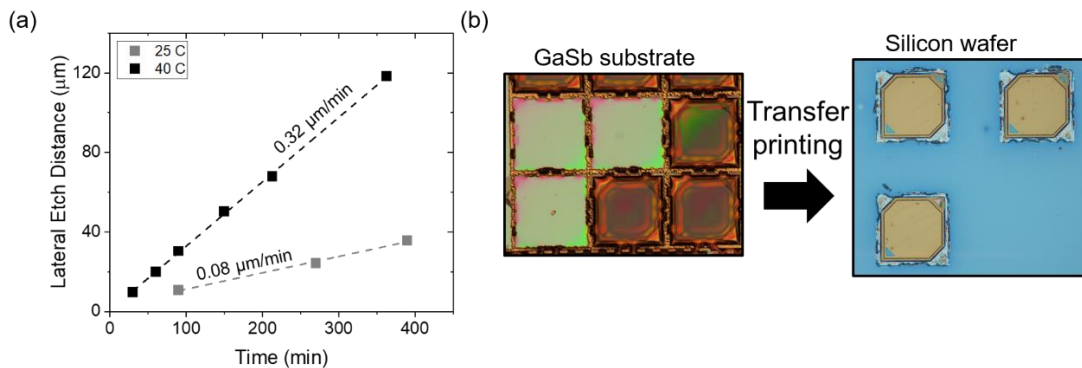 (a)
25 C
40 C
120
80
40
0
0.32 µm/min
0.08 µm/min
Lateral Etch Distance (µm)
0
100
200
300
400
Time (min)
(b)
GaSb substrate
Transfer
printing
Silicon wafer